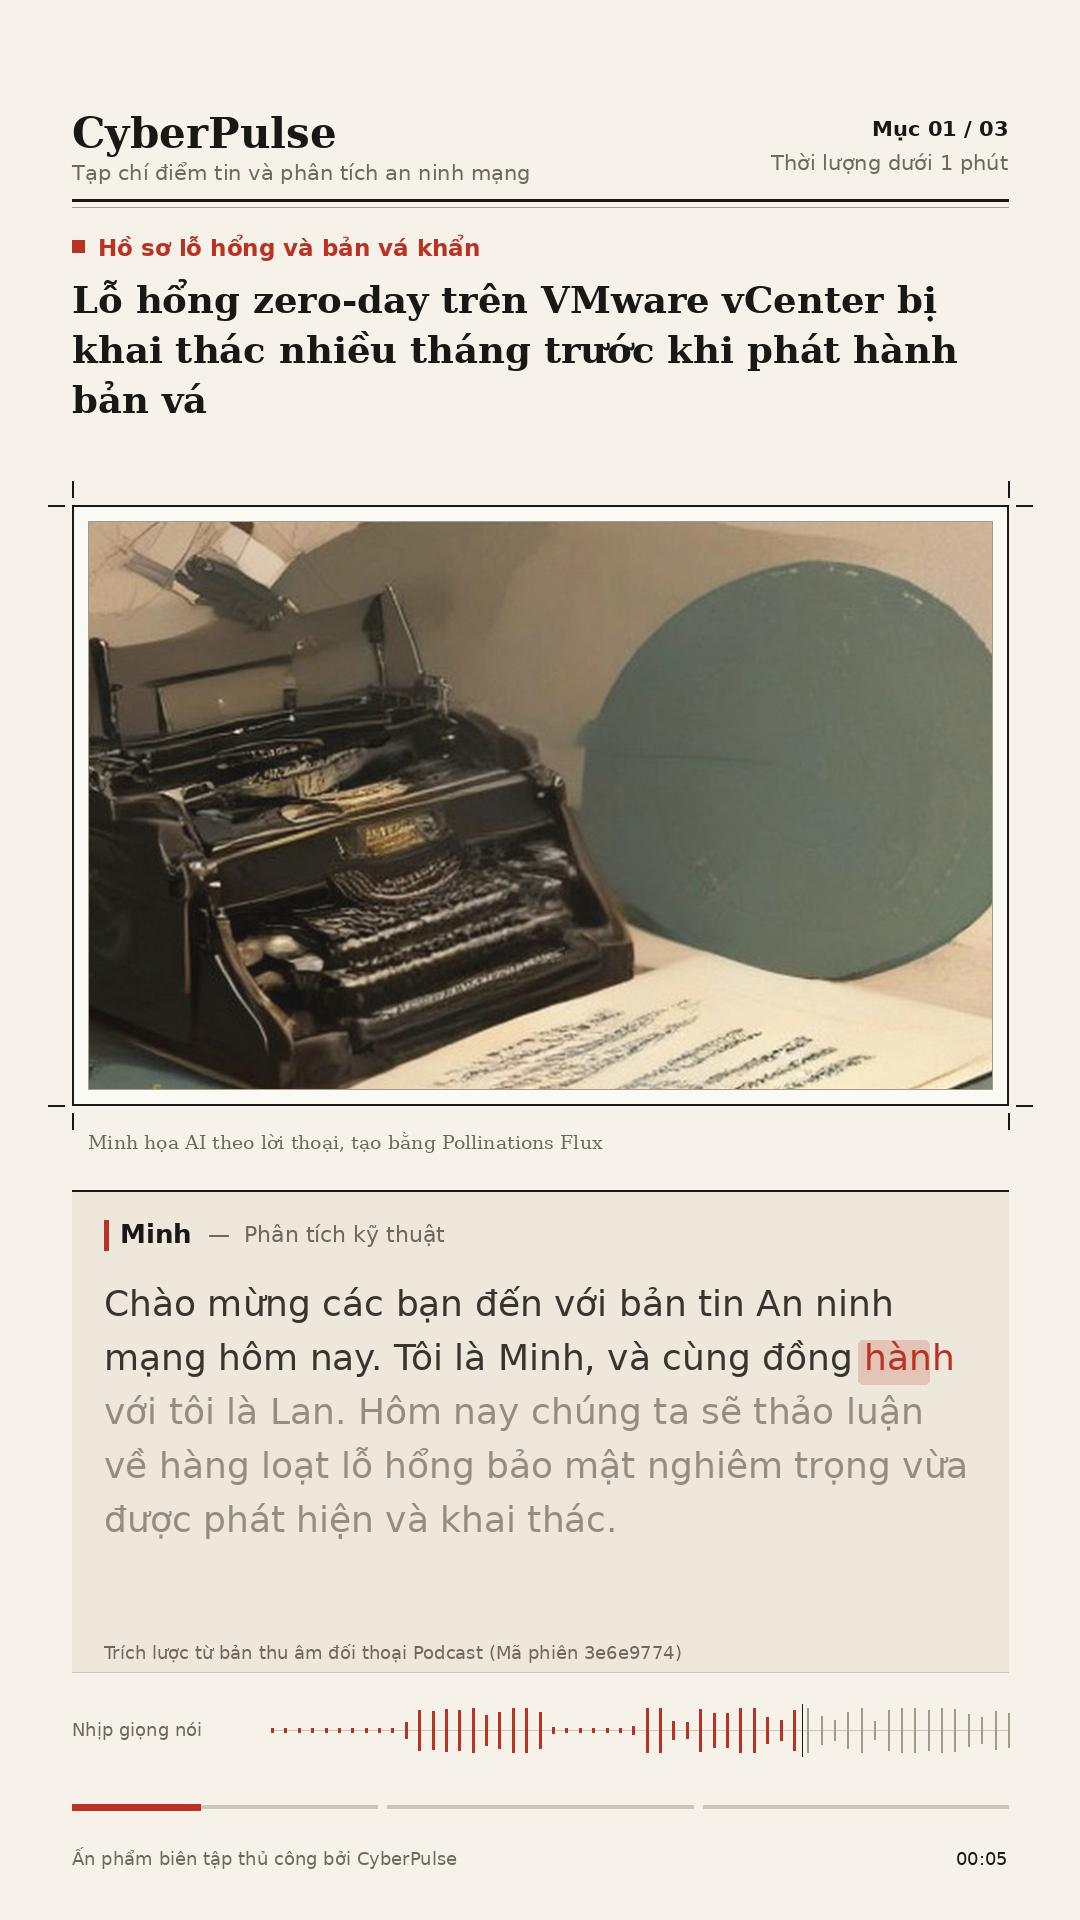 CyberPulse
Tạp chí điểm tin và phân tích an ninh mạng
Mục 01 / 03
Thời lượng dưới 1 phút
Hồ sơ lỗ hổng và bản vá khẩn
Lỗ hổng zero-day trên VMware vCenter bị
khai thác nhiều tháng trước khi phát hành
bản vá
Minh họa AI theo lời thoại, tạo bằng Pollinations Flux
Minh — Phân tích kỹ thuật
Chào mừng các bạn đến với bản tin An ninh
mạng hôm nay. Tôi là Minh, và cùng đồng hành
với tôi là Lan. Hôm nay chúng ta sẽ thảo luận
về hàng loạt lỗ hổng bảo mật nghiêm trọng vừa
được phát hiện và khai thác.
Trích lược từ bản thu âm đối thoại Podcast (Mã phiên 3e6e9774)
Nhịp giọng nói
Ấn phẩm biên tập thủ công bởi CyberPulse
00:05